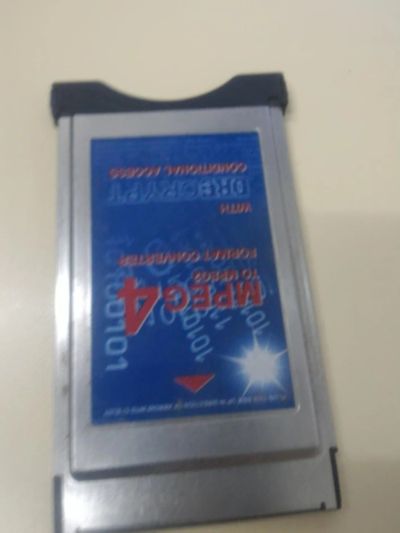 MPEG4
TO MPEG2
FORMAT CONVERTER
WITH
DRECRYPT
CONDITIONAL ACCESS